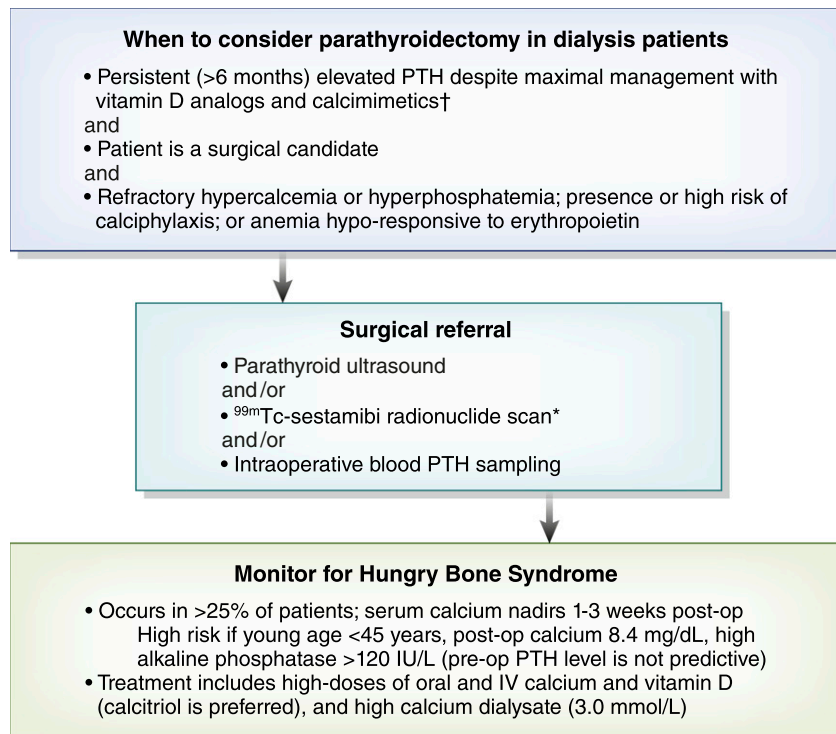 When to consider parathyroidectomy in dialysis patients
• Persistent (>6 months) elevated PTH despite maximal management with
vitamin D analogs and calcimimetics†
and
• Patient is a surgical candidate
and
• Refractory hypercalcemia or hyperphosphatemia; presence or high risk of
calciphylaxis; or anemia hypo-responsive to erythropoietin
Surgical referral
• Parathyroid ultrasound
and/or
• ⁹⁹ᵐTc-sestamibi radionuclide scan*
and/or
• Intraoperative blood PTH sampling
Monitor for Hungry Bone Syndrome
• Occurs in >25% of patients; serum calcium nadirs 1-3 weeks post-op
High risk if young age <45 years, post-op calcium 8.4 mg/dL, high
alkaline phosphatase >120 IU/L (pre-op PTH level is not predictive)
• Treatment includes high-doses of oral and IV calcium and vitamin D
(calcitriol is preferred), and high calcium dialysate (3.0 mmol/L)